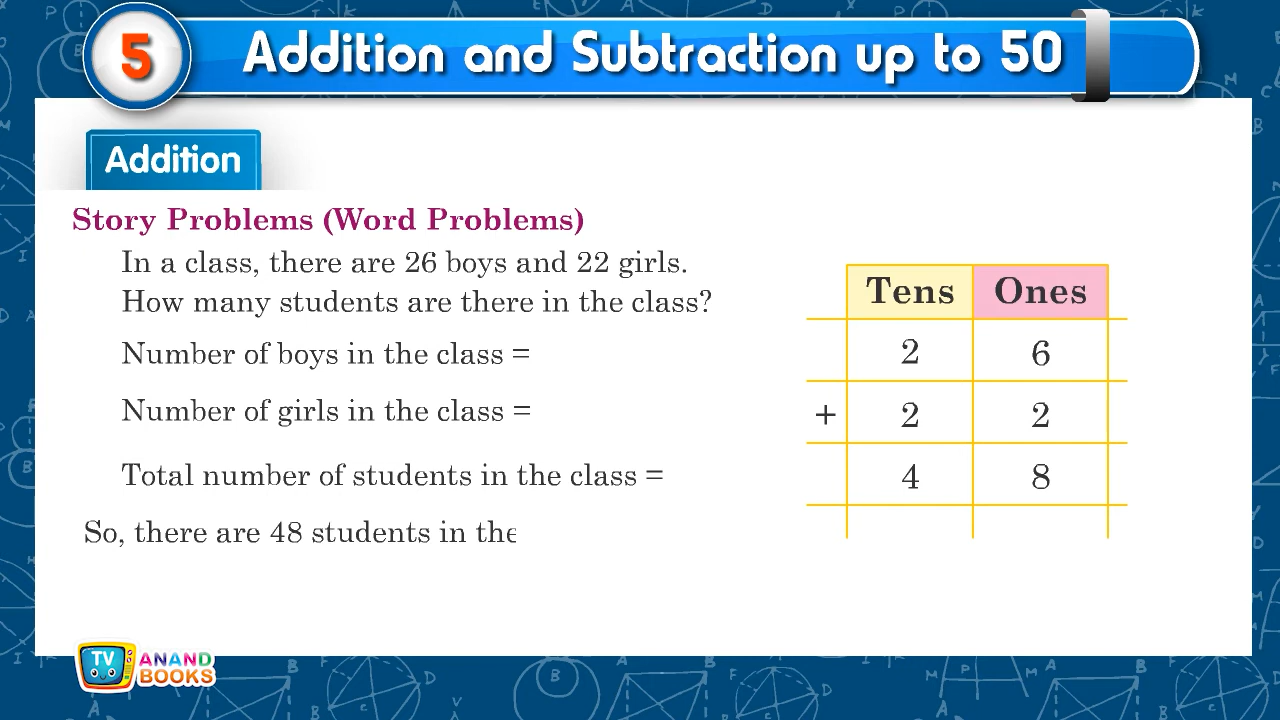 5 Addition and Subtraction up to 50
Addition
Story Problems (Word Problems)
In a class, there are 26 boys and 22 girls.
How many students are there in the class?
Number of boys in the class =
Number of girls in the class =
Total number of students in the class =
So, there are 48 students in the
Tens Ones
2 6
+ 2 2
4 8
TV ANAND
BOOKS